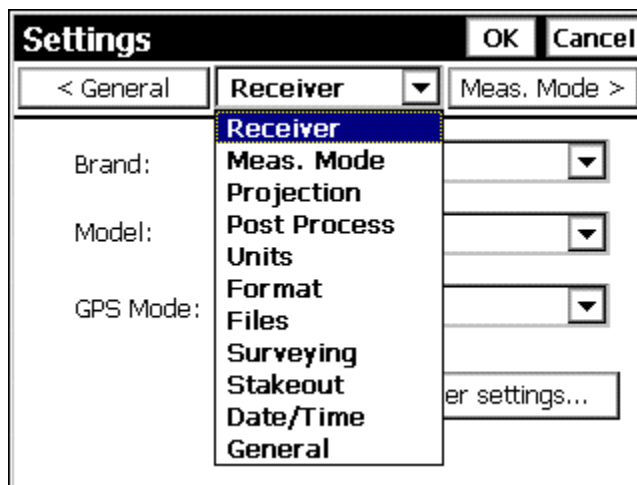 Settings OK Cancel
< General Receiver Meas. Mode >
Receiver
Brand: Meas. Mode
Projection
Model: Post Process
Units
Format
GPS Mode: Files
Surveying
Stakeout er settings...
Date/Time
General